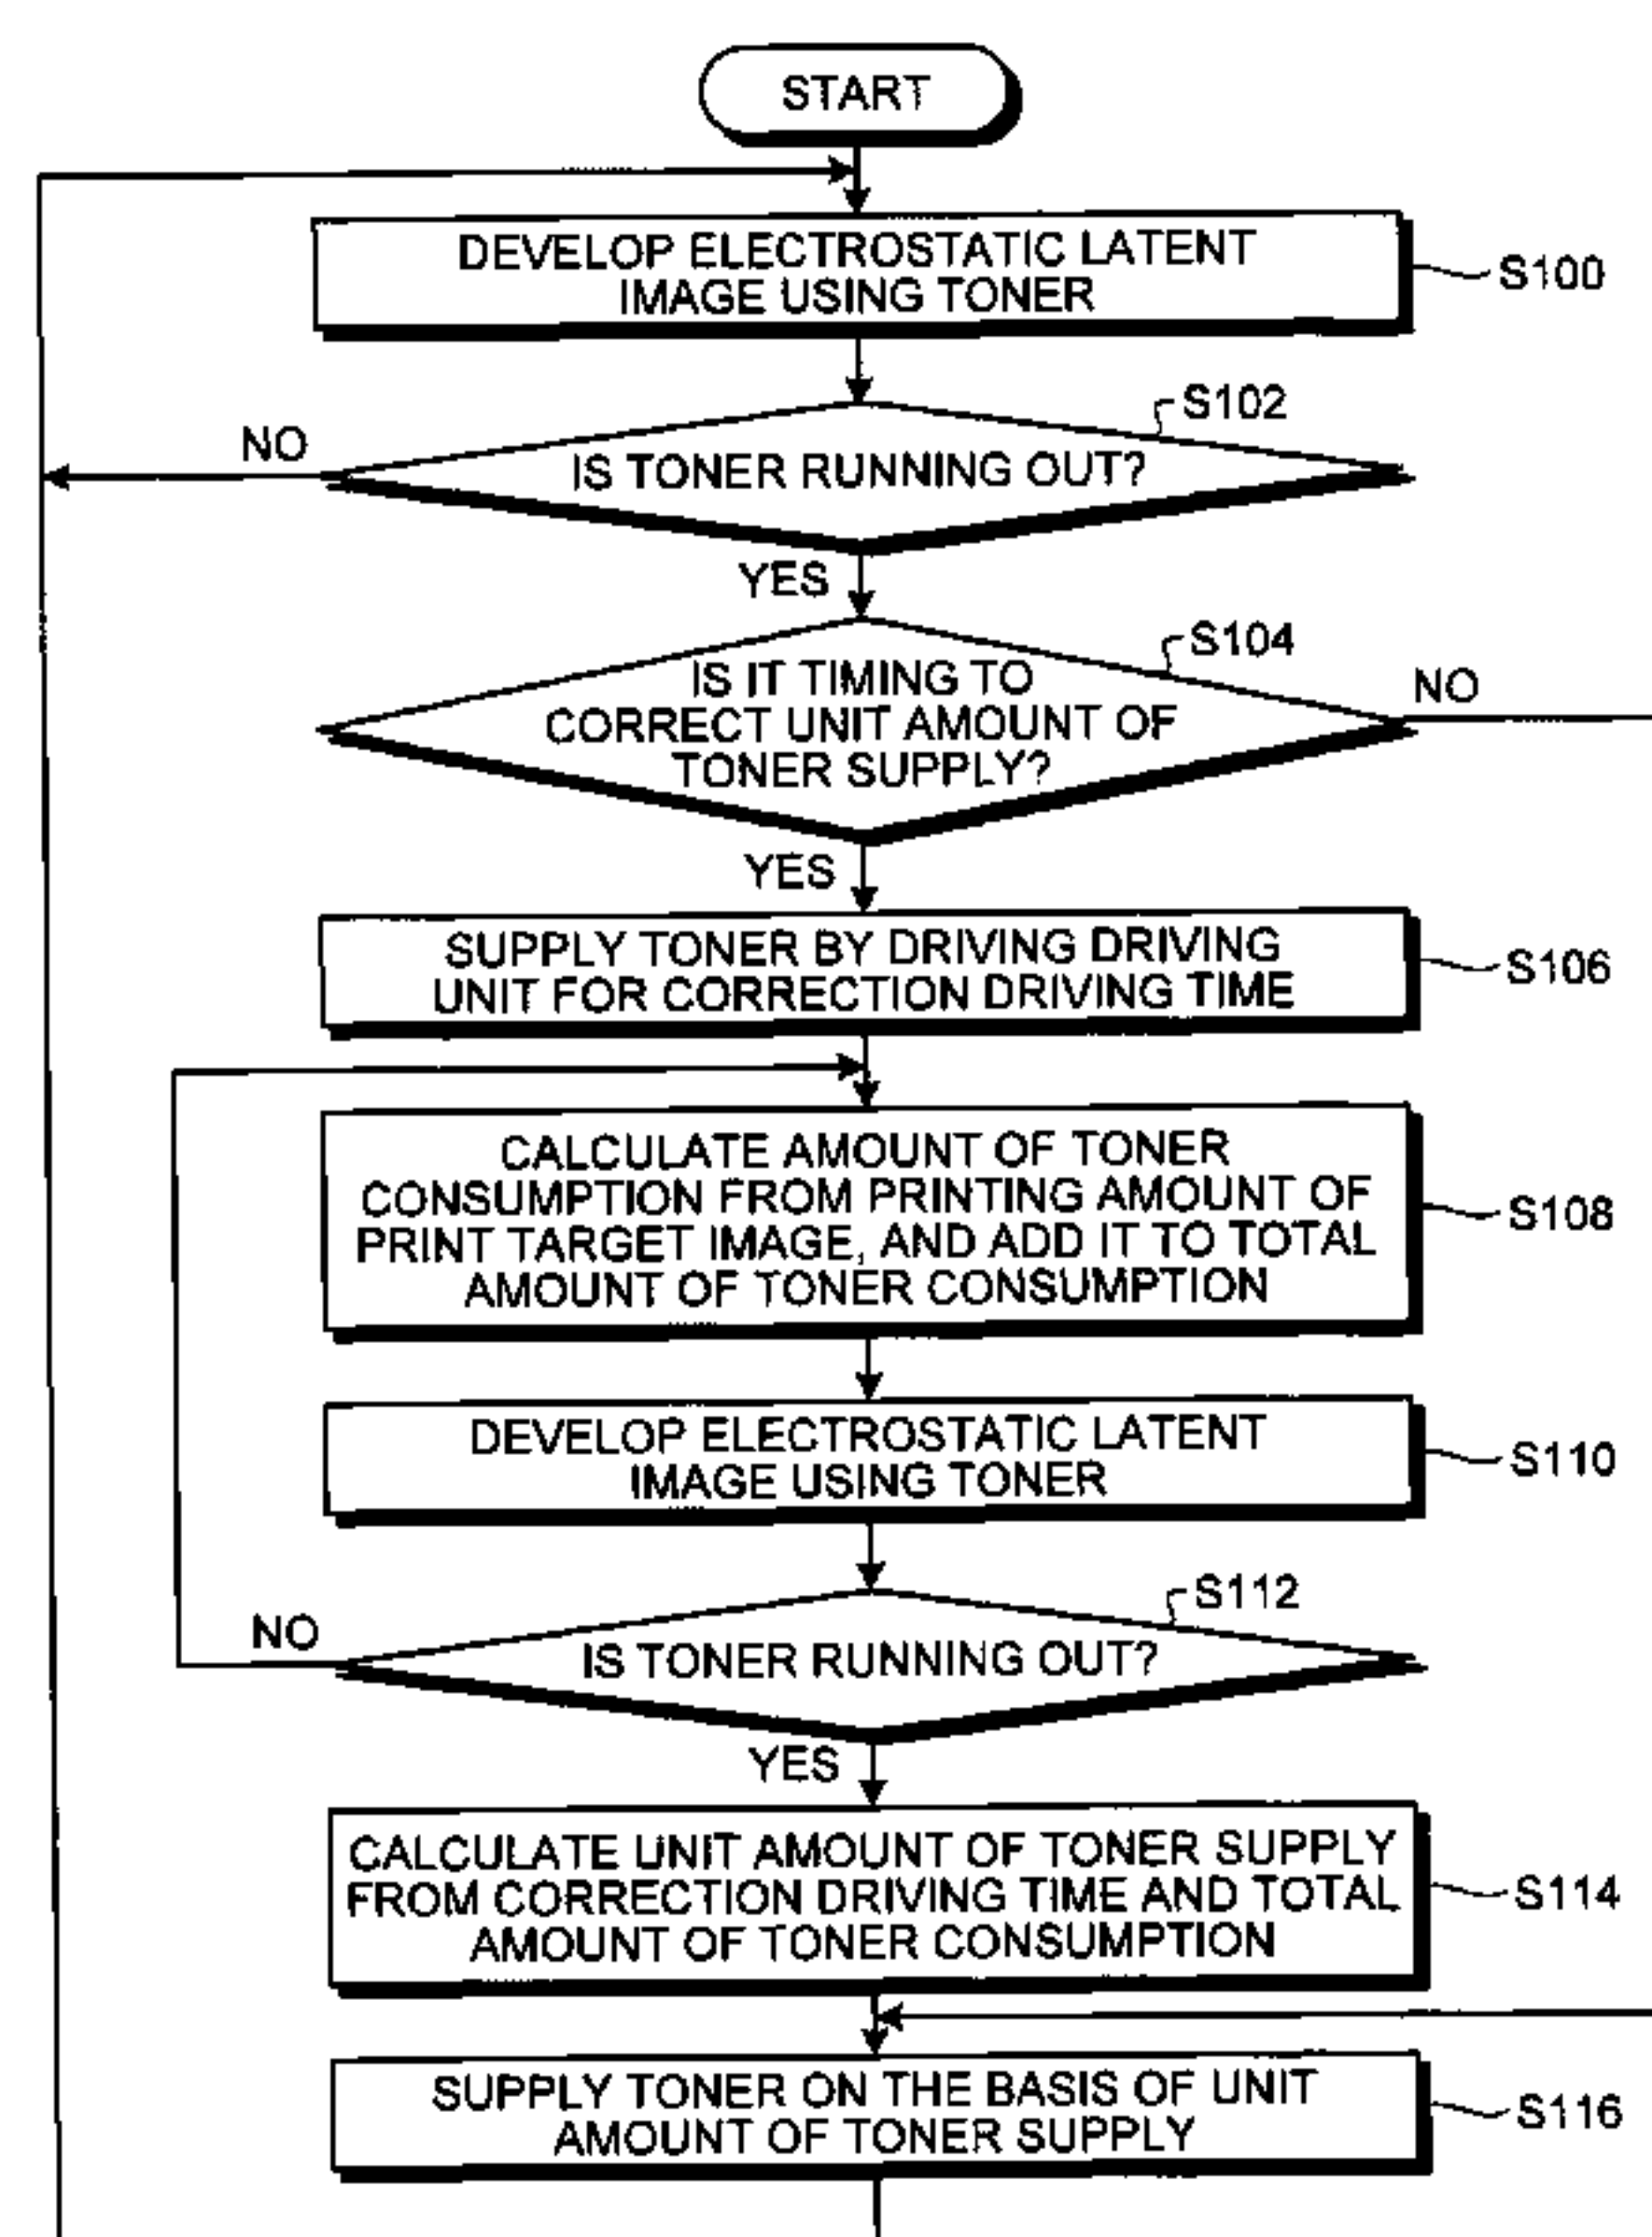 START
DEVELOP ELECTROSTATIC LATENT
IMAGE USING TONER
S100
S102
NO
IS TONER RUNNING OUT?
YES
S104
IS IT TIMING TO
CORRECT UNIT AMOUNT OF
TONER SUPPLY?
NO
YES
SUPPLY TONER BY DRIVING DRIVING
UNIT FOR CORRECTION DRIVING TIME
S106
CALCULATE AMOUNT OF TONER
CONSUMPTION FROM PRINTING AMOUNT OF
PRINT TARGET IMAGE, AND ADD IT TO TOTAL
AMOUNT OF TONER CONSUMPTION
S108
DEVELOP ELECTROSTATIC LATENT
IMAGE USING TONER
S110
S112
NO
IS TONER RUNNING OUT?
YES
CALCULATE UNIT AMOUNT OF TONER SUPPLY
FROM CORRECTION DRIVING TIME AND TOTAL
AMOUNT OF TONER CONSUMPTION
S114
SUPPLY TONER ON THE BASIS OF UNIT
AMOUNT OF TONER SUPPLY
S116